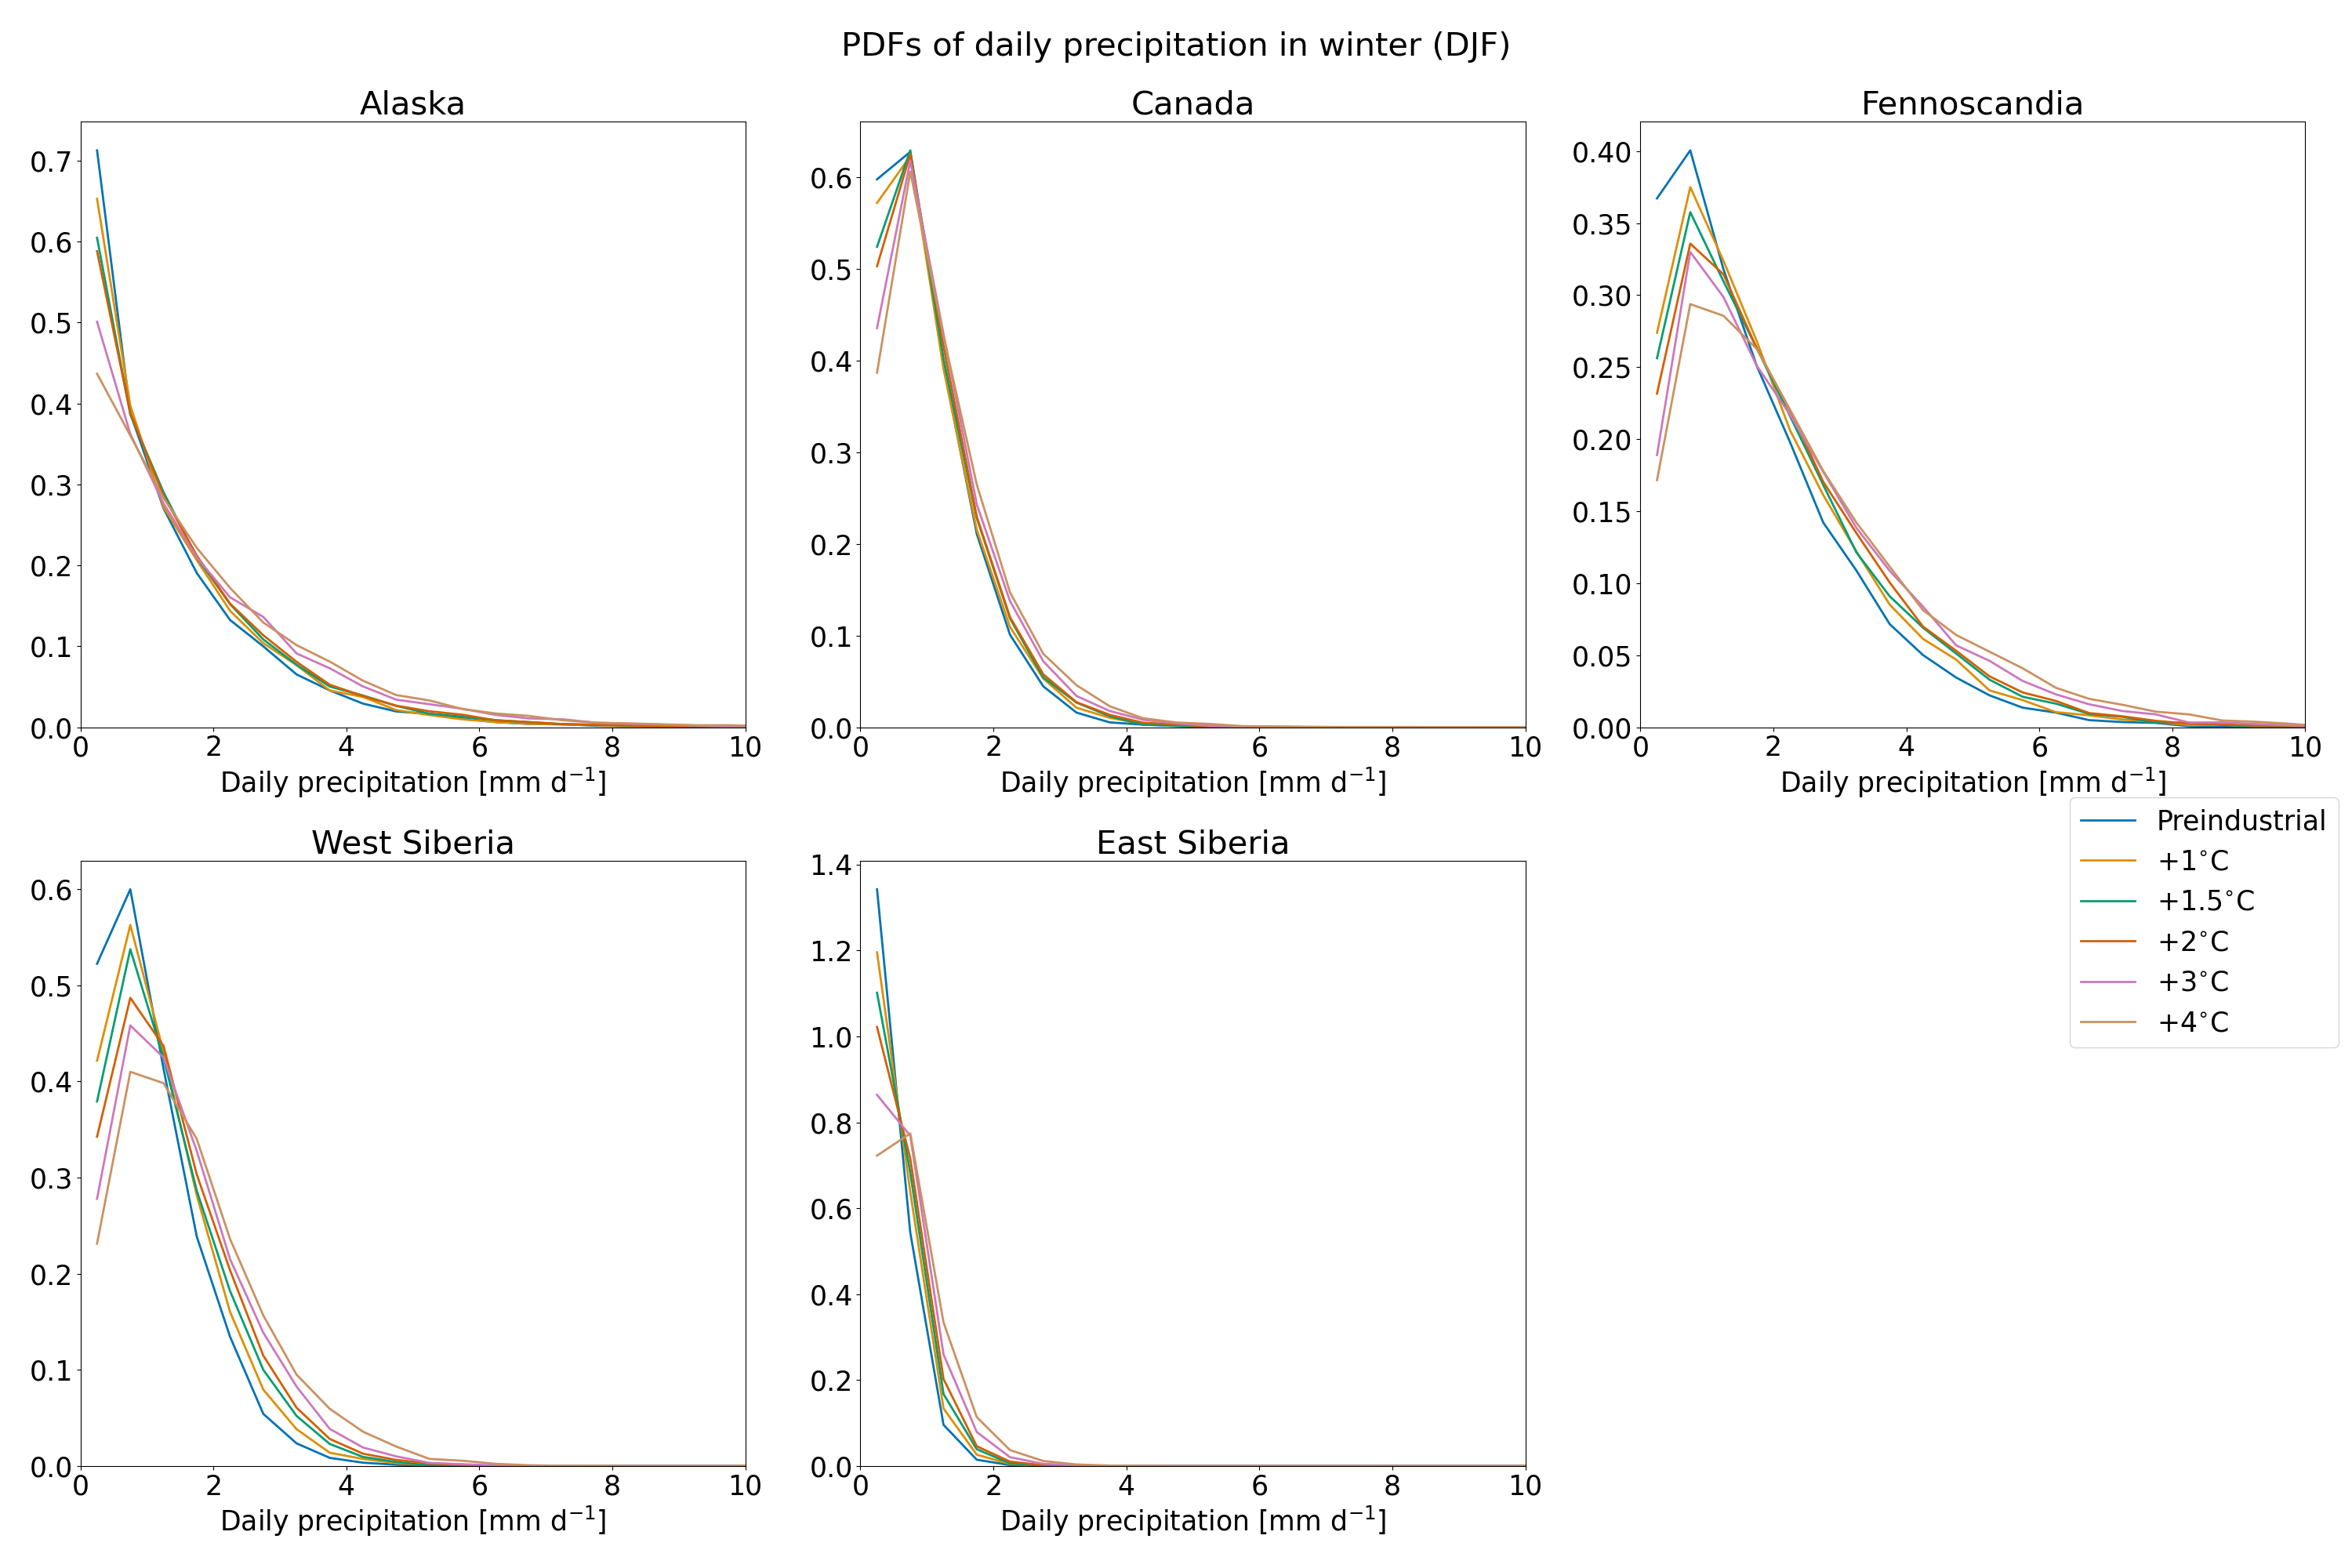 PDFs of daily precipitation in winter (DJF)
Alaska
0.7
0.6
0.5
0.4
0.3
0.2
0.1
0.0
0 2 4 6 8 10
Daily precipitation [mm d⁻¹]
Canada
0.6
0.5
0.4
0.3
0.2
0.1
0.0
0 2 4 6 8 10
Daily precipitation [mm d⁻¹]
Fennoscandia
0.40
0.35
0.30
0.25
0.20
0.15
0.10
0.05
0.00
0 2 4 6 8 10
Daily precipitation [mm d⁻¹]
Preindustrial
+1°C
+1.5°C
+2°C
+3°C
+4°C
West Siberia
0.6
0.5
0.4
0.3
0.2
0.1
0.0
0 2 4 6 8 10
Daily precipitation [mm d⁻¹]
East Siberia
1.4
1.2
1.0
0.8
0.6
0.4
0.2
0.0
0 2 4 6 8 10
Daily precipitation [mm d⁻¹]